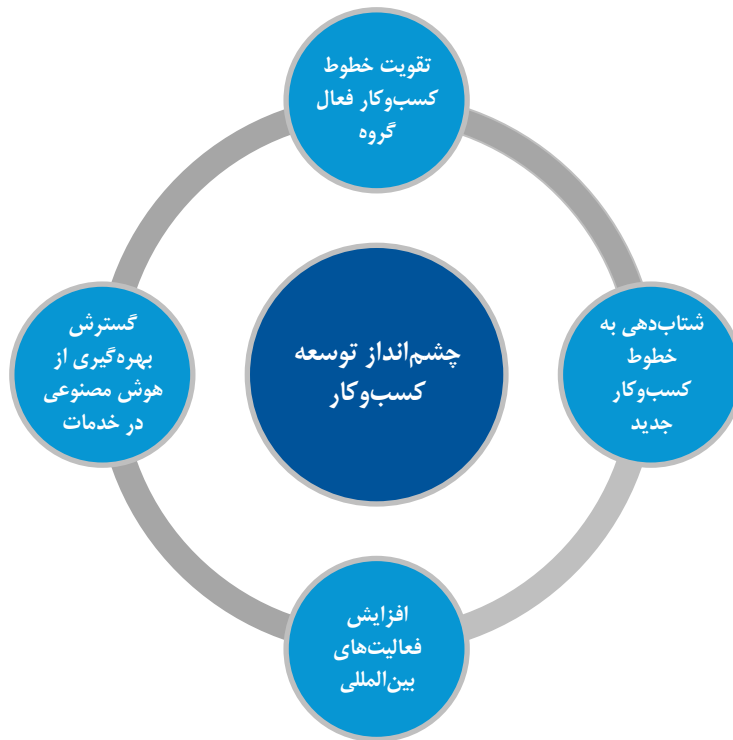 تقویت خطوط
کسب‌وکار فعال
گروه
شتاب‌دهی به
خطوط
کسب‌وکار
جدید
چشم‌انداز توسعه
کسب‌وکار
گسترش
بهره‌گیری از
هوش مصنوعی
در خدمات
افزایش
فعالیت‌های
بین‌المللی